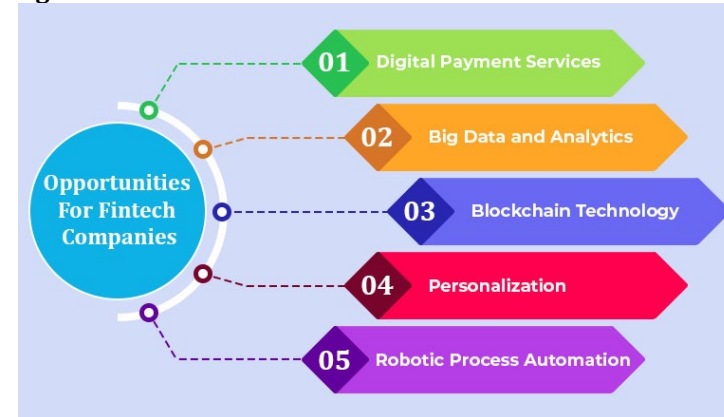 Opportunities
For Fintech
Companies
01 Digital Payment Services
02 Big Data and Analytics
03 Blockchain Technology
04 Personalization
05 Robotic Process Automation